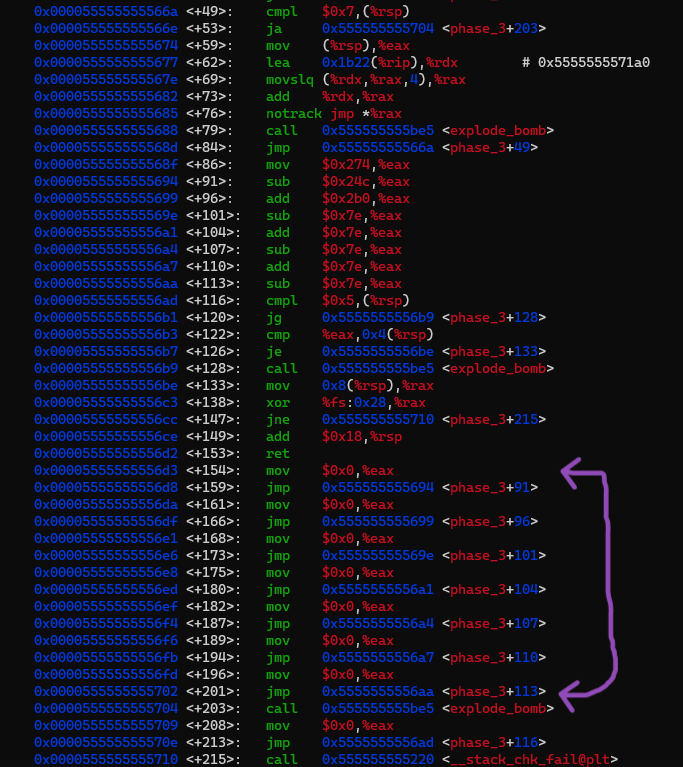 0x000055555555566a <+49>: cmpl $0x7,(%rsp)
0x000055555555566e <+53>: ja 0x555555555704 <phase_3+203>
0x0000555555555674 <+59>: mov (%rsp),%eax
0x0000555555555677 <+62>: lea 0x1b22(%rip),%rdx # 0x5555555571a0
0x000055555555567e <+69>: movslq (%rdx,%rax,4),%rax
0x0000555555555682 <+73>: add %rdx,%rax
0x0000555555555685 <+76>: notrack jmp *%rax
0x0000555555555688 <+79>: call 0x555555555be5 <explode_bomb>
0x000055555555568d <+84>: jmp 0x55555555566a <phase_3+49>
0x000055555555568f <+86>: mov $0x274,%eax
0x0000555555555694 <+91>: sub $0x24c,%eax
0x0000555555555699 <+96>: add $0x2b0,%eax
0x000055555555569e <+101>: sub $0x7e,%eax
0x00005555555556a1 <+104>: add $0x7e,%eax
0x00005555555556a4 <+107>: sub $0x7e,%eax
0x00005555555556a7 <+110>: add $0x7e,%eax
0x00005555555556aa <+113>: sub $0x7e,%eax
0x00005555555556ad <+116>: cmpl $0x5,(%rsp)
0x00005555555556b1 <+120>: jg 0x5555555556b9 <phase_3+128>
0x00005555555556b3 <+122>: cmp %eax,0x4(%rsp)
0x00005555555556b7 <+126>: je 0x5555555556be <phase_3+133>
0x00005555555556b9 <+128>: call 0x555555555be5 <explode_bomb>
0x00005555555556be <+133>: mov 0x8(%rsp),%rax
0x00005555555556c3 <+138>: xor %fs:0x28,%rax
0x00005555555556cc <+147>: jne 0x555555555710 <phase_3+215>
0x00005555555556ce <+149>: add $0x18,%rsp
0x00005555555556d2 <+153>: ret
0x00005555555556d3 <+154>: mov $0x0,%eax
0x00005555555556d8 <+159>: jmp 0x555555555694 <phase_3+91>
0x00005555555556da <+161>: mov $0x0,%eax
0x00005555555556df <+166>: jmp 0x555555555699 <phase_3+96>
0x00005555555556e1 <+168>: mov $0x0,%eax
0x00005555555556e6 <+173>: jmp 0x55555555569e <phase_3+101>
0x00005555555556e8 <+175>: mov $0x0,%eax
0x00005555555556ed <+180>: jmp 0x5555555556a1 <phase_3+104>
0x00005555555556ef <+182>: mov $0x0,%eax
0x00005555555556f4 <+187>: jmp 0x5555555556a4 <phase_3+107>
0x00005555555556f6 <+189>: mov $0x0,%eax
0x00005555555556fb <+194>: jmp 0x5555555556a7 <phase_3+110>
0x00005555555556fd <+196>: mov $0x0,%eax
0x0000555555555702 <+201>: jmp 0x5555555556aa <phase_3+113>
0x0000555555555704 <+203>: call 0x555555555be5 <explode_bomb>
0x0000555555555709 <+208>: mov $0x0,%eax
0x000055555555570e <+213>: jmp 0x5555555556ad <phase_3+116>
0x0000555555555710 <+215>: call 0x555555555220 <__stack_chk_fail@plt>